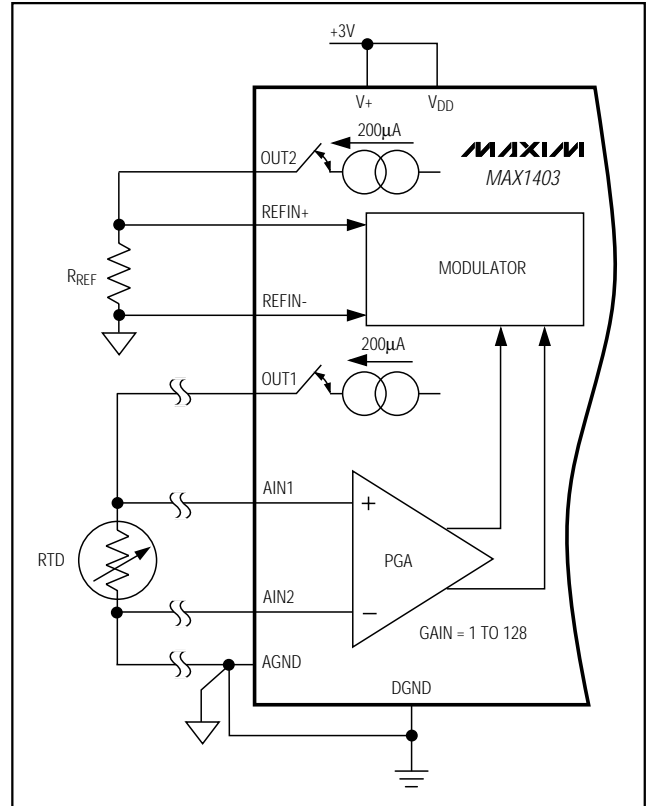 +3V
V+
VDD
200μA
OUT2
MAXIM
MAX1403
REFIN+
MODULATOR
RREF
REFIN-
200μA
OUT1
AIN1
+
RTD
PGA
AIN2
−
GAIN = 1 TO 128
AGND
DGND